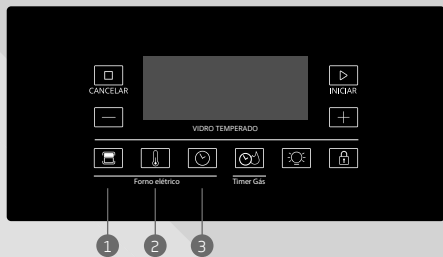 CANCELAR
INICIAR
VIDRO TEMPERADO
Forno elétrico
Timer Gás
1
2
3